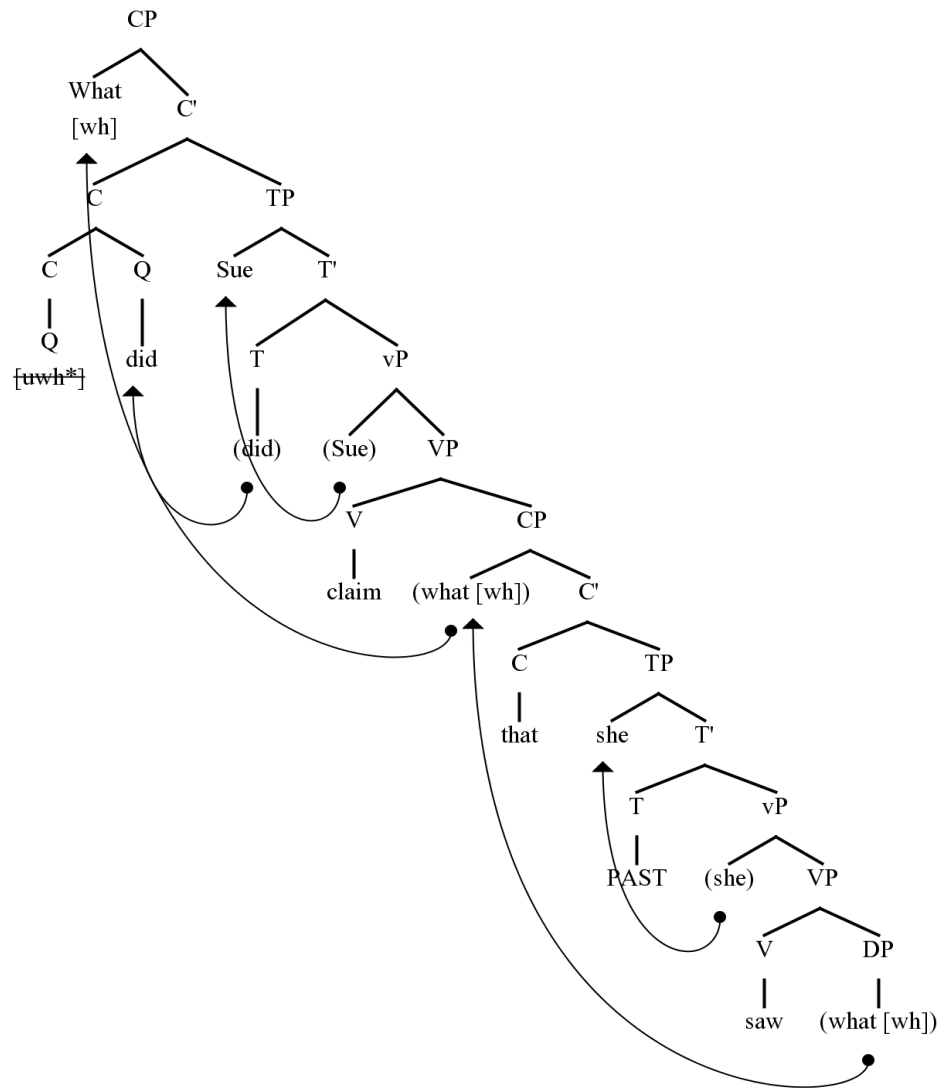 CP
What
[wh]
C'
C TP
C Q Sue T'
Q
[uwh*]
did
T vP
(did) (Sue) VP
V CP
claim (what [wh]) C'
C TP
that she T'
T vP
PAST (she) VP
V DP
saw (what [wh])